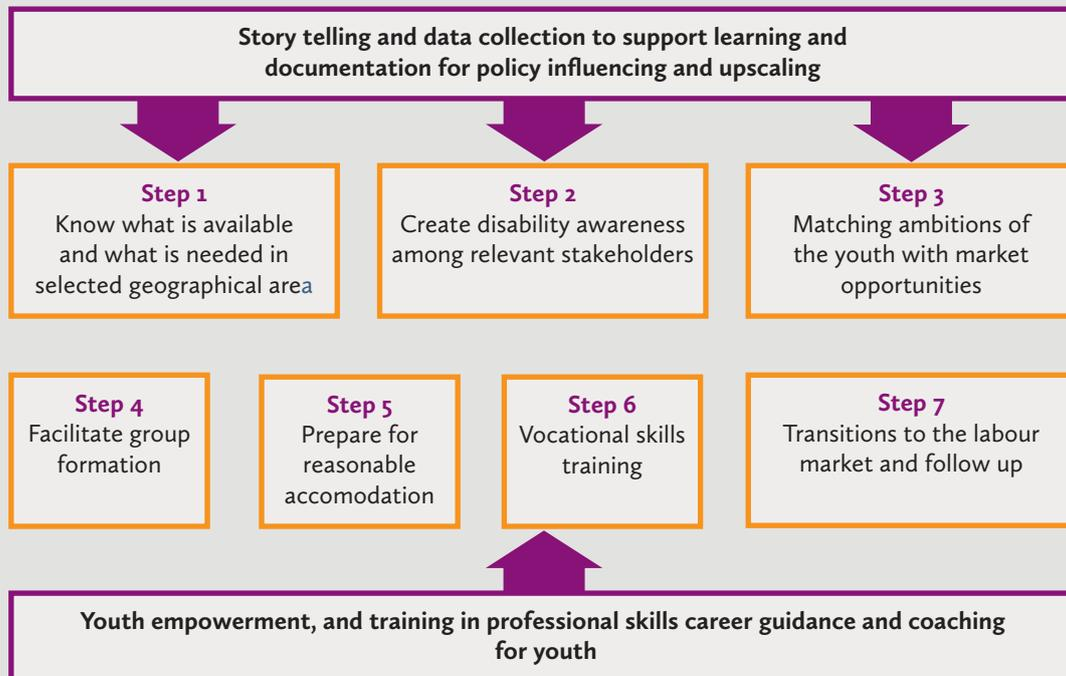 Story telling and data collection to support learning and
documentation for policy influencing and upscaling
Step 1
Know what is available
and what is needed in
selected geographical area
Step 2
Create disability awareness
among relevant stakeholders
Step 3
Matching ambitions of
the youth with market
opportunities
Step 4
Facilitate group
formation
Step 5
Prepare for
reasonable
accomodation
Step 6
Vocational skills
training
Step 7
Transitions to the labour
market and follow up
Youth empowerment, and training in professional skills career guidance and coaching
for youth